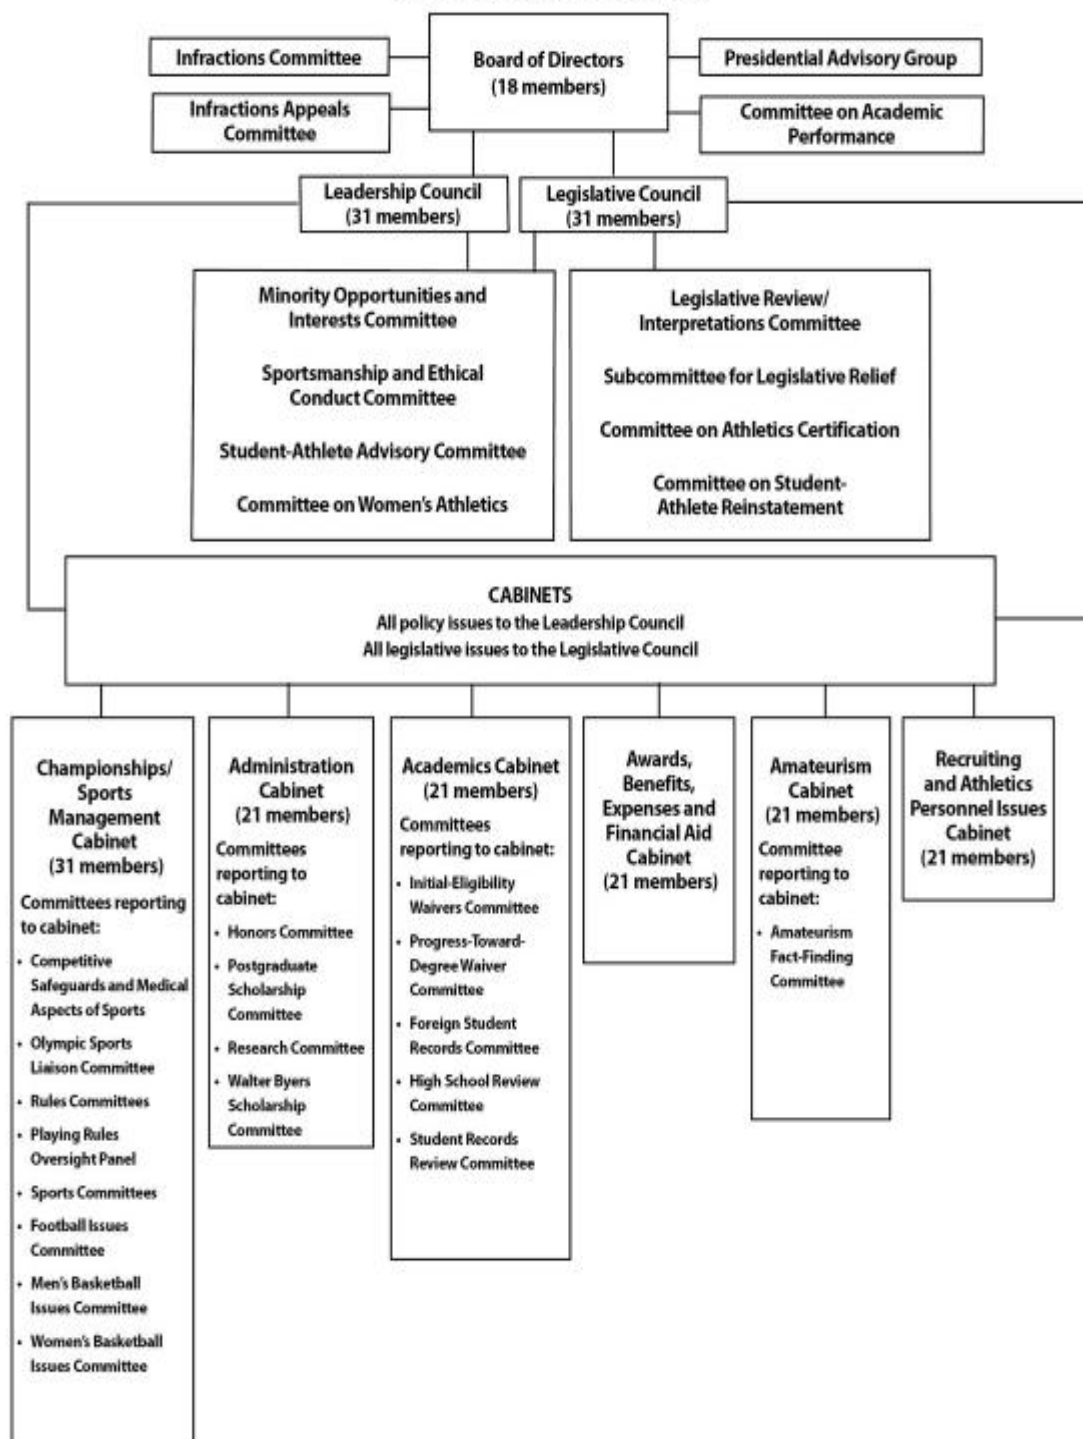 Infractions Committee
Board of Directors
(18 members)
Presidential Advisory Group
Infractions Appeals
Committee
Committee on Academic
Performance
Leadership Council
(31 members)
Legislative Council
(31 members)
Minority Opportunities and
Interests Committee
Sportsmanship and Ethical
Conduct Committee
Student-Athlete Advisory Committee
Committee on Women's Athletics
Legislative Review/
Interpretations Committee
Subcommittee for Legislative Relief
Committee on Athletics Certification
Committee on Student-
Athlete Reinstatement
CABINETS
All policy issues to the Leadership Council
All legislative issues to the Legislative Council
Championships/
Sports
Management
Cabinet
(31 members)
Committees reporting
to cabinet:
• Competitive
Safeguards and Medical
Aspects of Sports
• Olympic Sports
Liaison Committee
• Rules Committees
• Playing Rules
Oversight Panel
• Sports Committees
• Football Issues
Committee
• Men's Basketball
Issues Committee
• Women's Basketball
Issues Committee
Administration
Cabinet
(21 members)
Committees
reporting to
cabinet:
• Honors Committee
• Postgraduate
Scholarship
Committee
• Research Committee
• Walter Byers
Scholarship
Committee
Academics Cabinet
(21 members)
Committees
reporting to cabinet:
• Initial-Eligibility
Waivers Committee
• Progress-Toward-
Degree Waiver
Committee
• Foreign Student
Records Committee
• High School Review
Committee
• Student Records
Review Committee
Awards,
Benefits,
Expenses and
Financial Aid
Cabinet
(21 members)
Amateurism
Cabinet
(21 members)
Committee
reporting to
cabinet:
• Amateurism
Fact-Finding
Committee
Recruiting
and Athletics
Personnel Issues
Cabinet
(21 members)